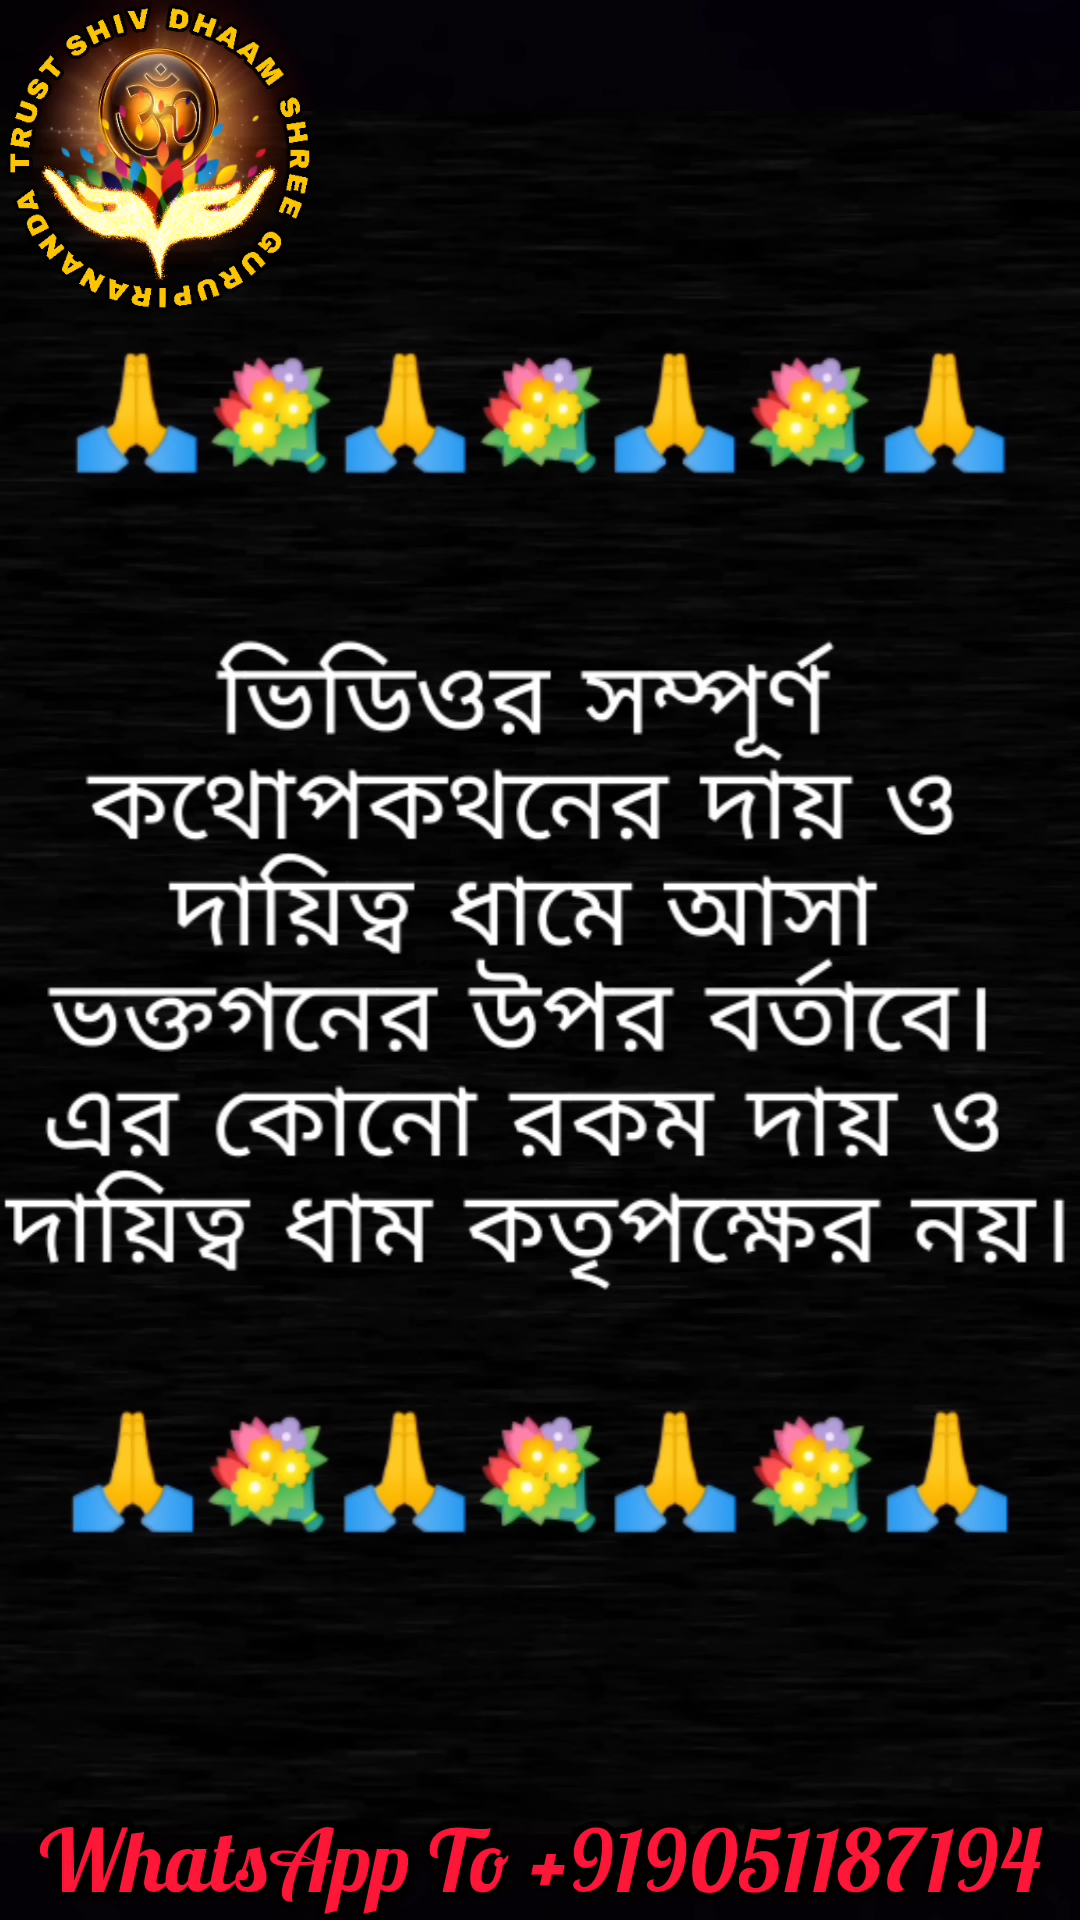 TRUST SHIV DHAAM SHREE GURUPIRANANDA
ॐ
🙏💐🙏💐🙏💐🙏
ভিডিওর সম্পূর্ণ
কথোপকথনের দায় ও
দায়িত্ব ধামে আসা
ভক্তগনের উপর বর্তাবে।
এর কোনো রকম দায় ও
দায়িত্ব ধাম কতৃপক্ষের নয়।
🙏💐🙏💐🙏💐🙏
WhatsApp To +919051187194